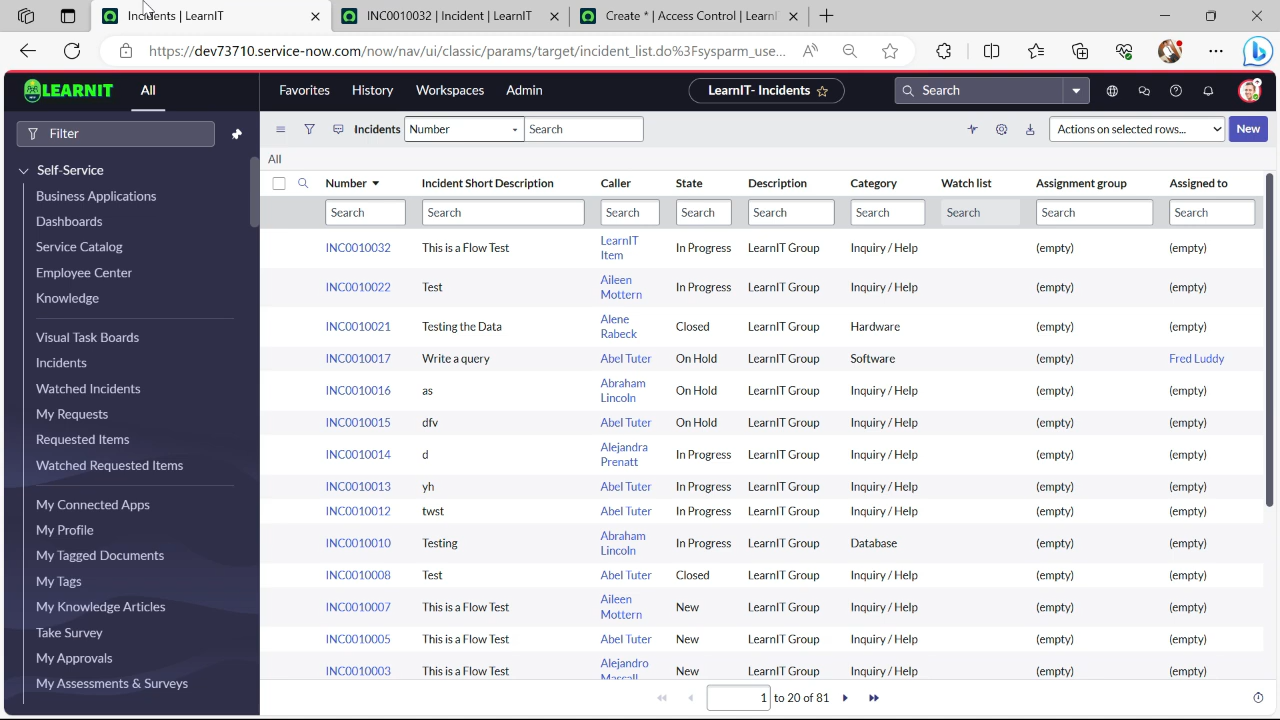 Incidents | LearnIT
INC0010032 | Incident | LearnIT
Create * | Access Control | Learn
https://dev73710.service-now.com/now/nav/ui/classic/params/target/incident_list.do%3Fsysparm_use...
LEARNIT
All
Favorites
History
Workspaces
Admin
LearnIT- Incidents
Search
Filter
Incidents
Number
Search
Actions on selected rows...
New
Self-Service
Business Applications
Dashboards
Service Catalog
Employee Center
Knowledge
Visual Task Boards
Incidents
Watched Incidents
My Requests
Requested Items
Watched Requested Items
My Connected Apps
My Profile
My Tagged Documents
My Tags
My Knowledge Articles
Take Survey
My Approvals
My Assessments & Surveys
All
Number Incident Short Description Caller State Description Category Watch list Assignment group Assigned to
Search Search Search Search Search Search Search Search Search
INC0010032 This is a Flow Test LearnIT Item In Progress LearnIT Group Inquiry / Help (empty) (empty)
INC0010022 Test Aileen Mottern In Progress LearnIT Group Inquiry / Help (empty) (empty)
INC0010021 Testing the Data Alene Rabeck Closed LearnIT Group Hardware (empty) (empty)
INC0010017 Write a query Abel Tuter On Hold LearnIT Group Software (empty) Fred Luddy
INC0010016 as Abraham Lincoln On Hold LearnIT Group Inquiry / Help (empty) (empty)
INC0010015 dfv Abel Tuter On Hold LearnIT Group Inquiry / Help (empty) (empty)
INC0010014 d Alejandra Prenatt In Progress LearnIT Group Inquiry / Help (empty) (empty)
INC0010013 yh Abel Tuter In Progress LearnIT Group Inquiry / Help (empty) (empty)
INC0010012 twst Abel Tuter In Progress LearnIT Group Inquiry / Help (empty) (empty)
INC0010010 Testing Abraham Lincoln In Progress LearnIT Group Database (empty) (empty)
INC0010008 Test Abel Tuter Closed LearnIT Group Inquiry / Help (empty) (empty)
INC0010007 This is a Flow Test Aileen Mottern New LearnIT Group Inquiry / Help (empty) (empty)
INC0010005 This is a Flow Test Abel Tuter New LearnIT Group Inquiry / Help (empty) (empty)
INC0010003 This is a Flow Test Alejandro Mascall New LearnIT Group Inquiry / Help (empty) (empty)
1 to 20 of 81